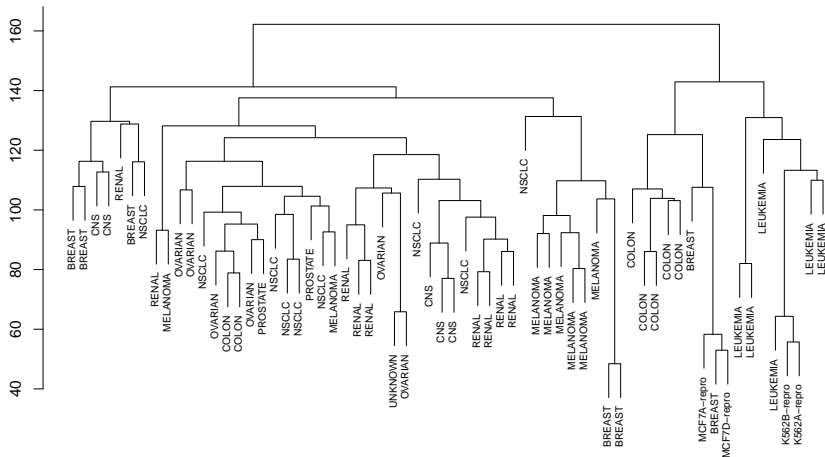 160
140
120
100
80
60
40
BREAST
BREAST
CNS
CNS
RENAL
BREAST
NSCLC
RENAL
MELANOMA
OVARIAN
OVARIAN
NSCLC
OVARIAN
COLON
COLON
OVARIAN
PROSTATE
NSCLC
NSCLC
NSCLC
PROSTATE
NSCLC
MELANOMA
RENAL
RENAL
RENAL
OVARIAN
UNKNOWN
OVARIAN
NSCLC
CNS
CNS
CNS
NSCLC
RENAL
RENAL
RENAL
RENAL
NSCLC
MELANOMA
MELANOMA
MELANOMA
MELANOMA
MELANOMA
MELANOMA
BREAST
BREAST
COLON
COLON
COLON
COLON
COLON
BREAST
MCF7A-repro
BREAST
MCF7D-repro
LEUKEMIA
LEUKEMIA
LEUKEMIA
LEUKEMIA
K562B-repro
K562A-repro
LEUKEMIA
LEUKEMIA